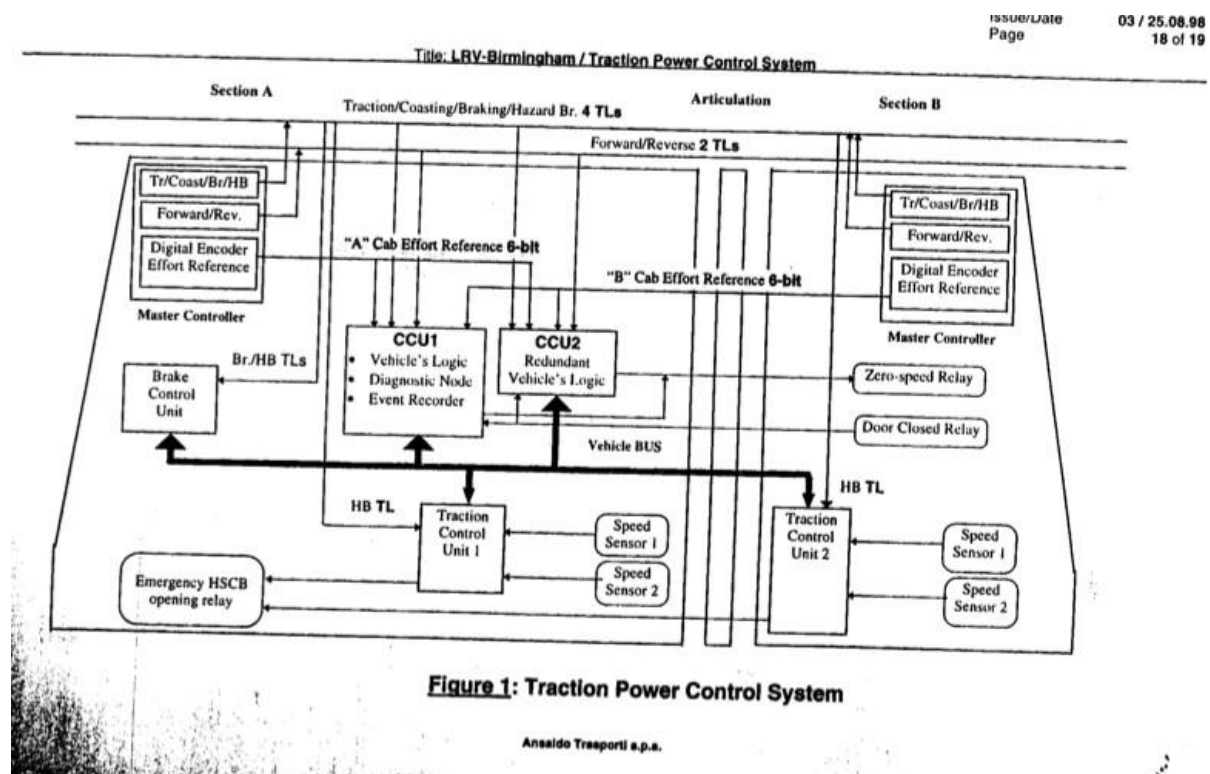 Issue/Date 03 / 25.08.98
Page 18 of 19
Title: LRV-Birmingham / Traction Power Control System
Section A
Articulation
Section B
Traction/Coasting/Braking/Hazard Br. 4 TLs
Forward/Reverse 2 TLs
Tr/Coast/Br/HB
Forward/Rev.
Digital Encoder
Effort Reference
Master Controller
"A" Cab Effort Reference 6-bit
"B" Cab Effort Reference 6-bit
Tr/Coast/Br/HB
Forward/Rev.
Digital Encoder
Effort Reference
Master Controller
Br./HB TLs
Brake
Control
Unit
CCU1
• Vehicle's Logic
• Diagnostic Node
• Event Recorder
CCU2
Redundant
Vehicle's Logic
Zero-speed Relay
Door Closed Relay
Vehicle BUS
HB TL
Traction
Control
Unit 1
Speed
Sensor 1
Speed
Sensor 2
HB TL
Traction
Control
Unit 2
Speed
Sensor 1
Speed
Sensor 2
Emergency HSCB
opening relay
Figure 1: Traction Power Control System
Ansaldo Trasporti s.p.a.